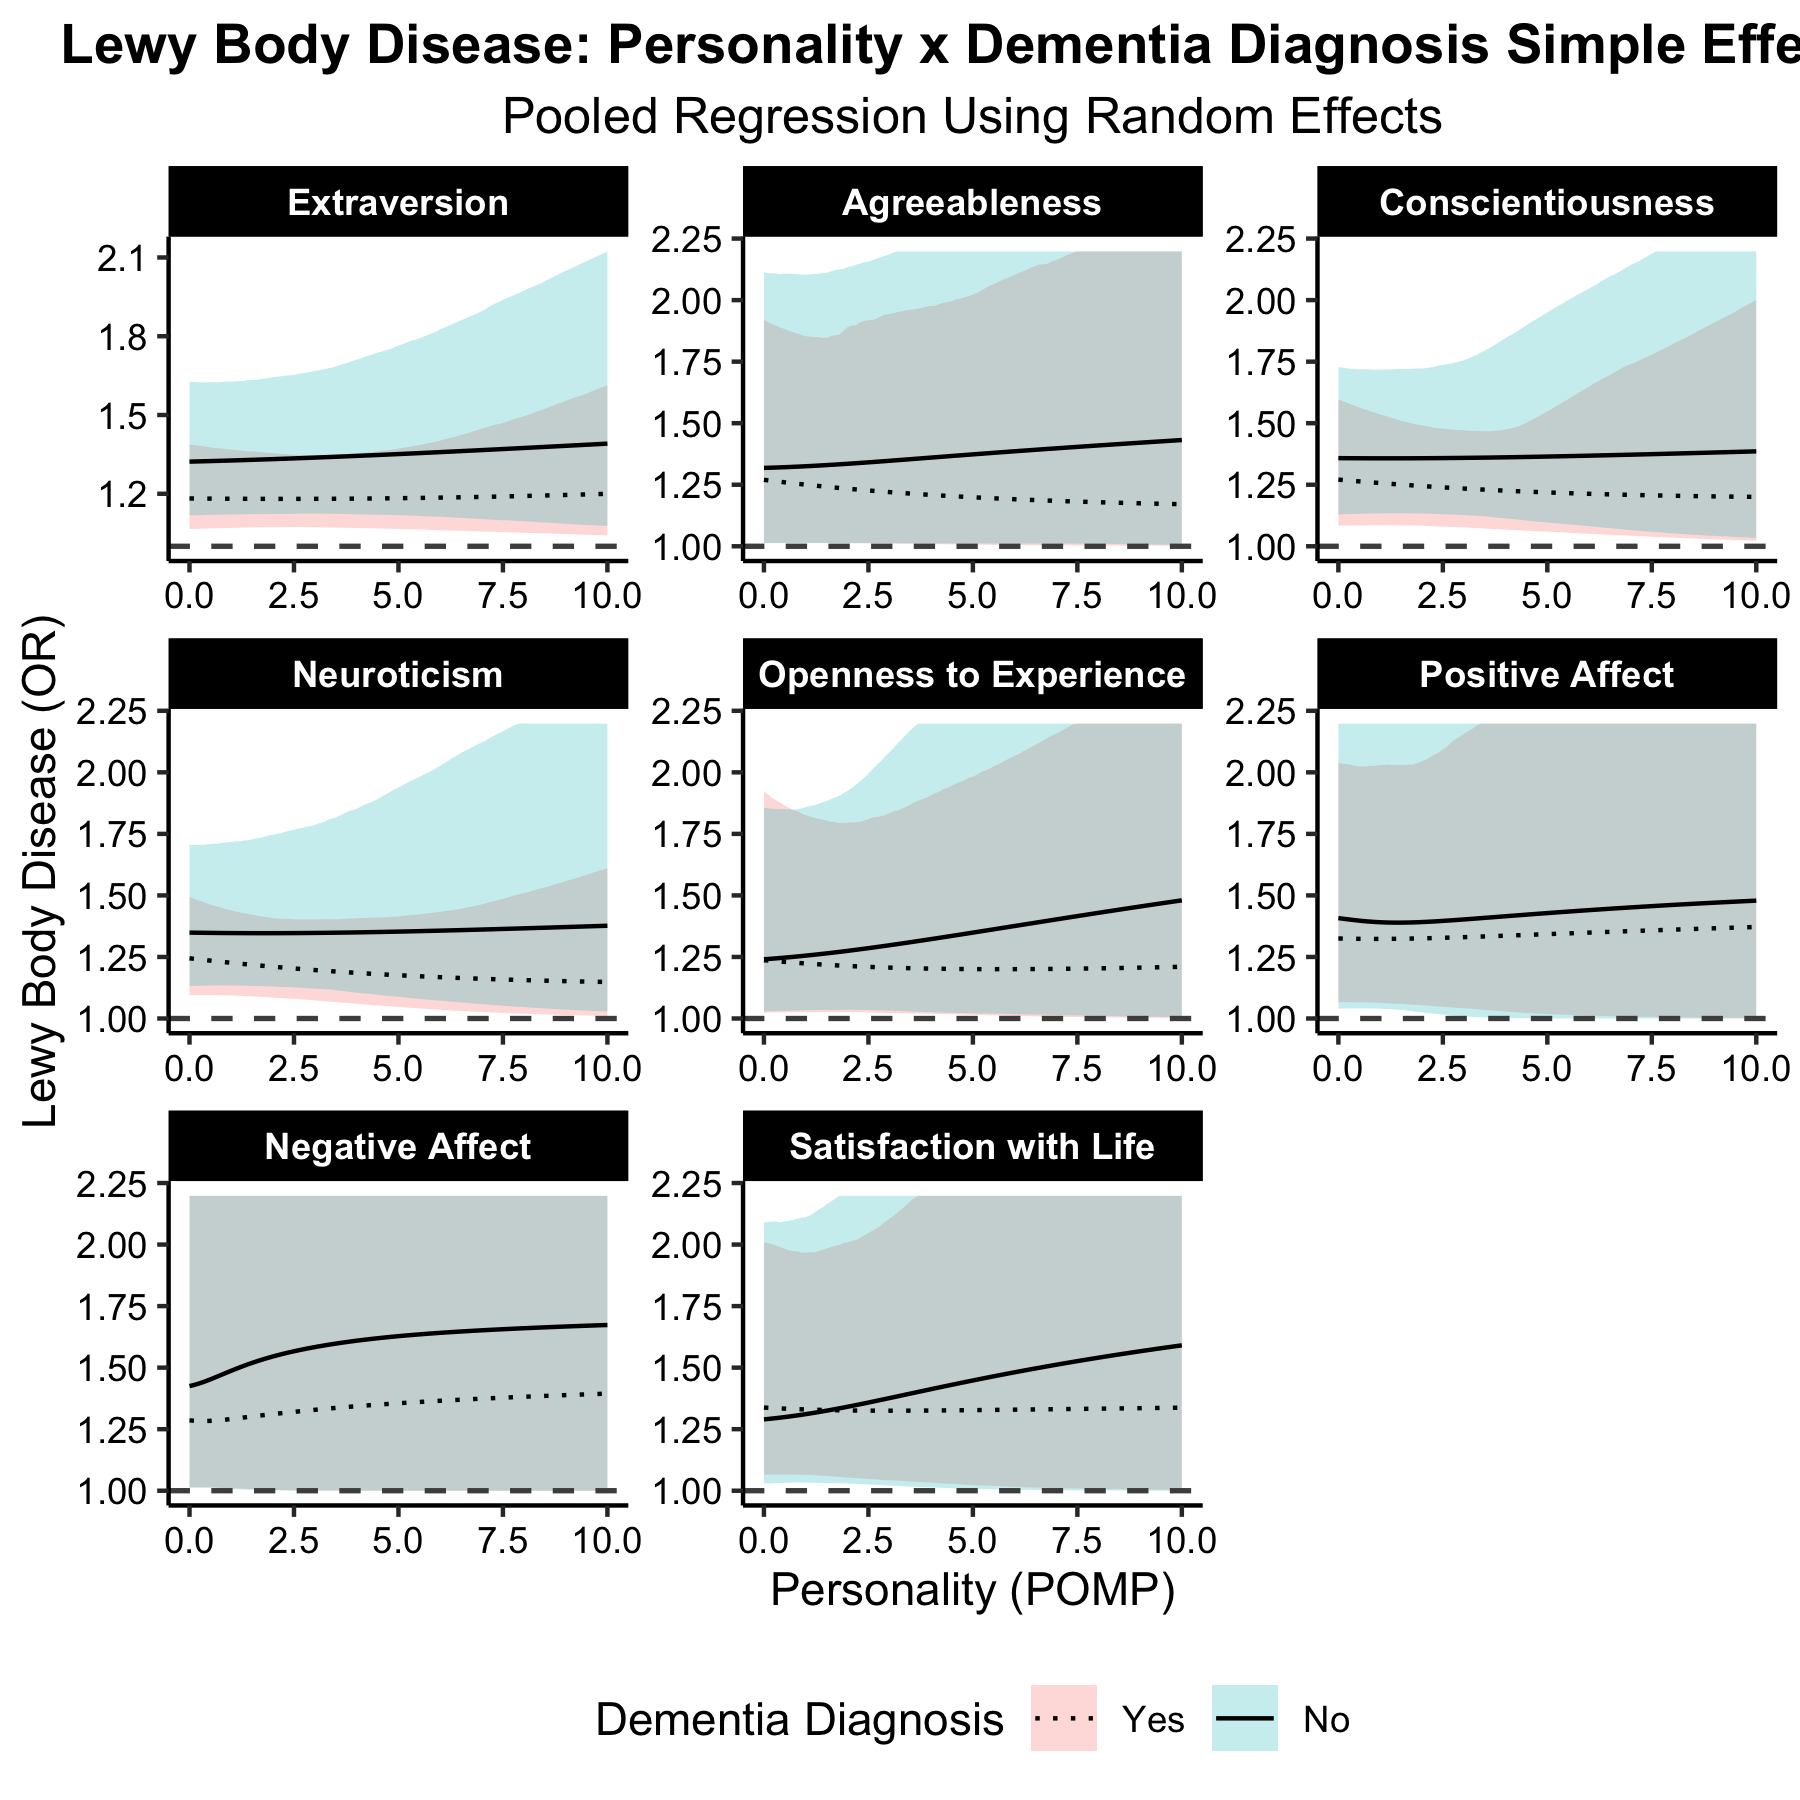 Lewy Body Disease: Personality x Dementia Diagnosis Simple Effe
Pooled Regression Using Random Effects
Extraversion
Agreeableness
Conscientiousness
2.1
1.8
1.5
1.2
2.25
2.00
1.75
1.50
1.25
1.00
2.25
2.00
1.75
1.50
1.25
1.00
0.0 2.5 5.0 7.5 10.0
0.0 2.5 5.0 7.5 10.0
0.0 2.5 5.0 7.5 10.0
Lewy Body Disease (OR)
Neuroticism
Openness to Experience
Positive Affect
2.25
2.00
1.75
1.50
1.25
1.00
2.25
2.00
1.75
1.50
1.25
1.00
2.25
2.00
1.75
1.50
1.25
1.00
0.0 2.5 5.0 7.5 10.0
0.0 2.5 5.0 7.5 10.0
0.0 2.5 5.0 7.5 10.0
Negative Affect
Satisfaction with Life
2.25
2.00
1.75
1.50
1.25
1.00
2.25
2.00
1.75
1.50
1.25
1.00
0.0 2.5 5.0 7.5 10.0
0.0 2.5 5.0 7.5 10.0
Personality (POMP)
Dementia Diagnosis Yes No